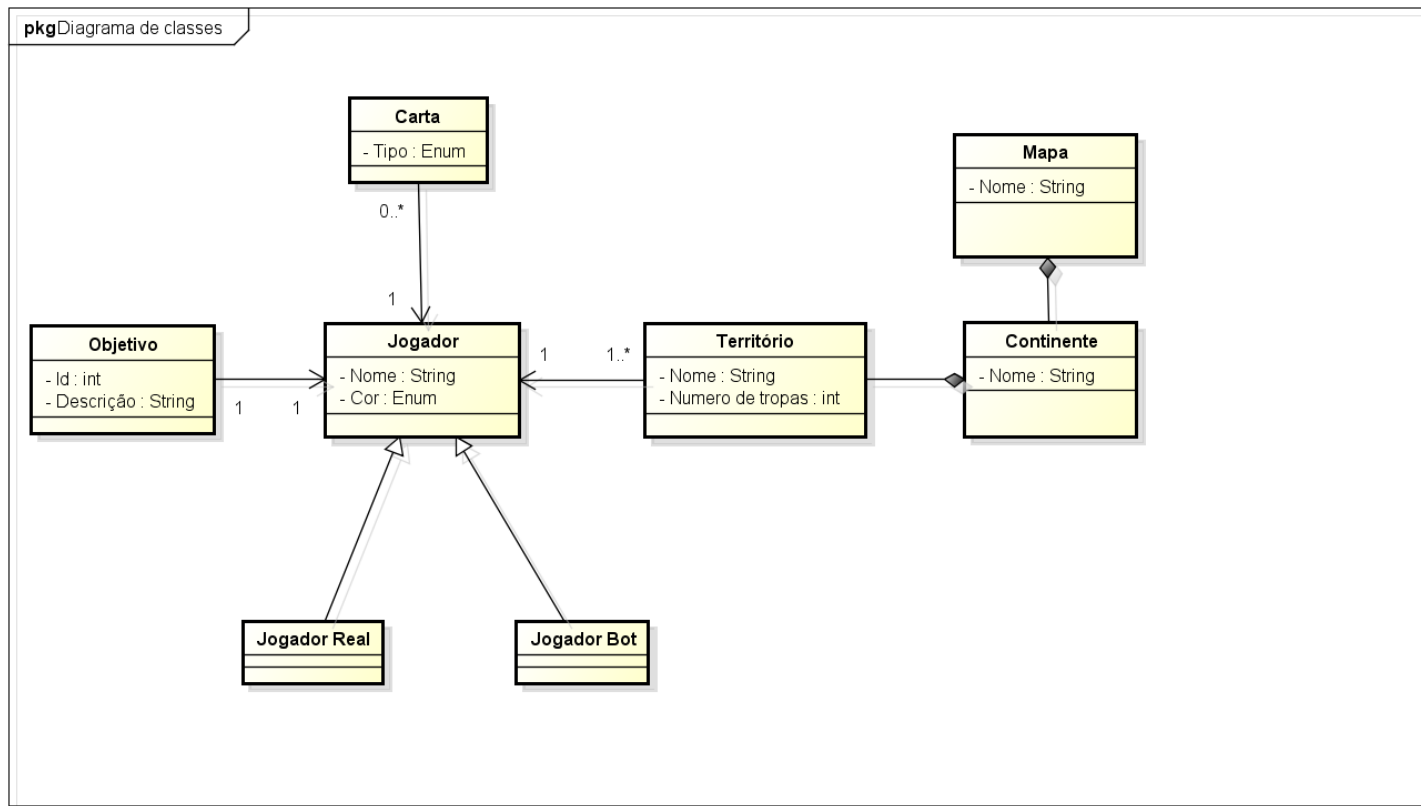 pkg Diagrama de classes
Carta
- Tipo : Enum
0..*
1
Mapa
- Nome : String
Objetivo
- Id : int
- Descrição : String
1
1
Jogador
- Nome : String
- Cor : Enum
1
1..*
Território
- Nome : String
- Numero de tropas : int
Continente
- Nome : String
Jogador Real
Jogador Bot